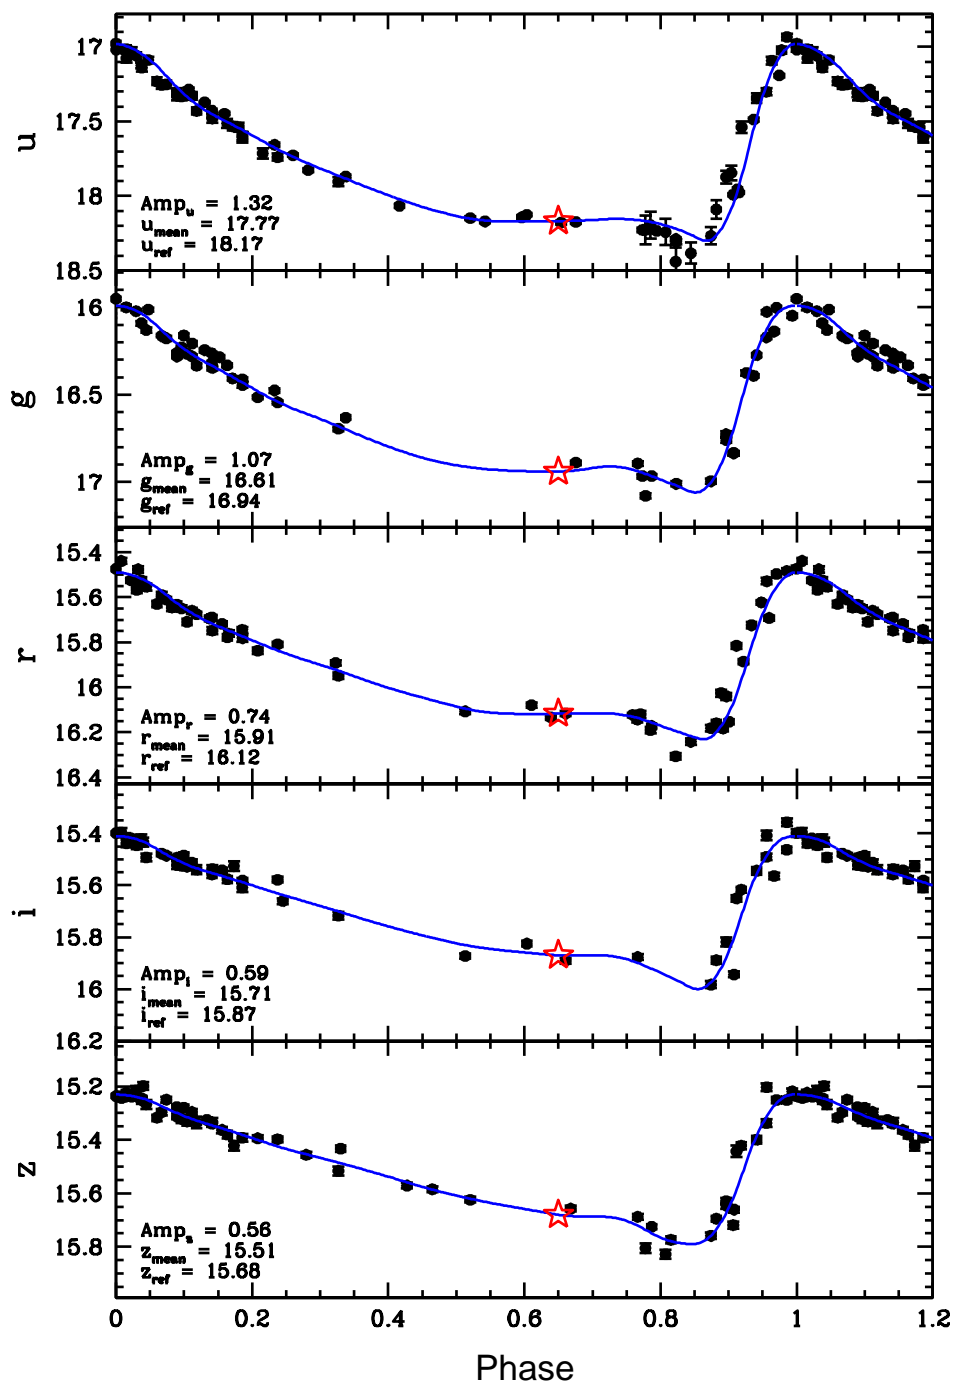 17
17.5
18
18.5
u
Amp_u = 1.32
u_mean = 17.77
u_ref = 18.17
16
16.5
17
g
Amp_g = 1.07
g_mean = 16.61
g_ref = 16.94
15.4
15.6
15.8
16
16.2
16.4
r
Amp_r = 0.74
r_mean = 15.91
r_ref = 16.12
15.4
15.6
15.8
16
16.2
i
Amp_i = 0.59
i_mean = 15.71
i_ref = 15.87
15.2
15.4
15.6
15.8
z
Amp_z = 0.56
z_mean = 15.51
z_ref = 15.68
0 0.2 0.4 0.6 0.8 1 1.2
Phase